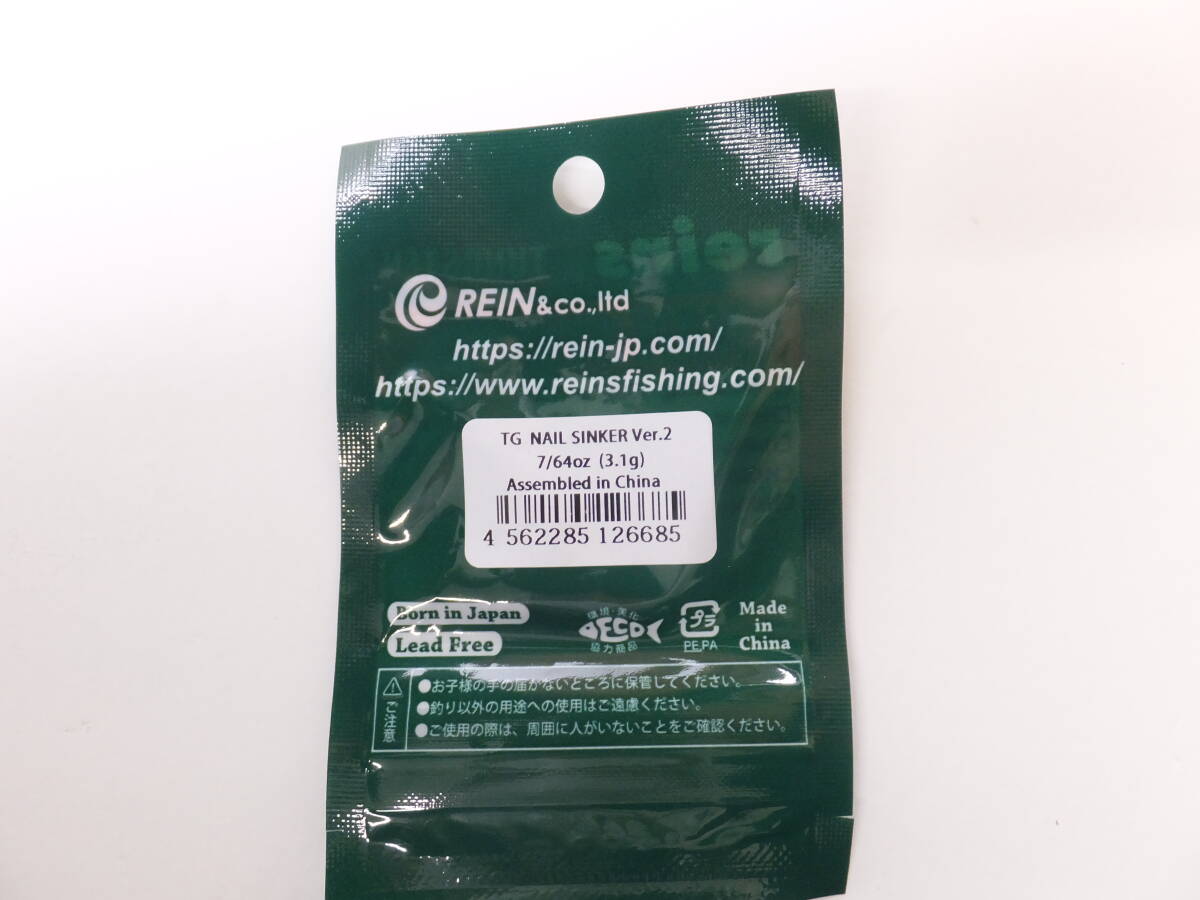 reins
REIN&co.,ltd
https://rein-jp.com/
https://www.reinsfishing.com/
TG NAIL SINKER Ver.2
7/64oz (3.1g)
Assembled in China
4 562285 126685
Born in Japan
Lead Free
環境・美化
ECO
協力商品
プラ
PE,PA
Made
in
China
ご注意
●お子様の手の届かないところに保管してください。
●釣り以外の用途への使用はご遠慮ください。
●ご使用の際は、周囲に人がいないことをご確認ください。